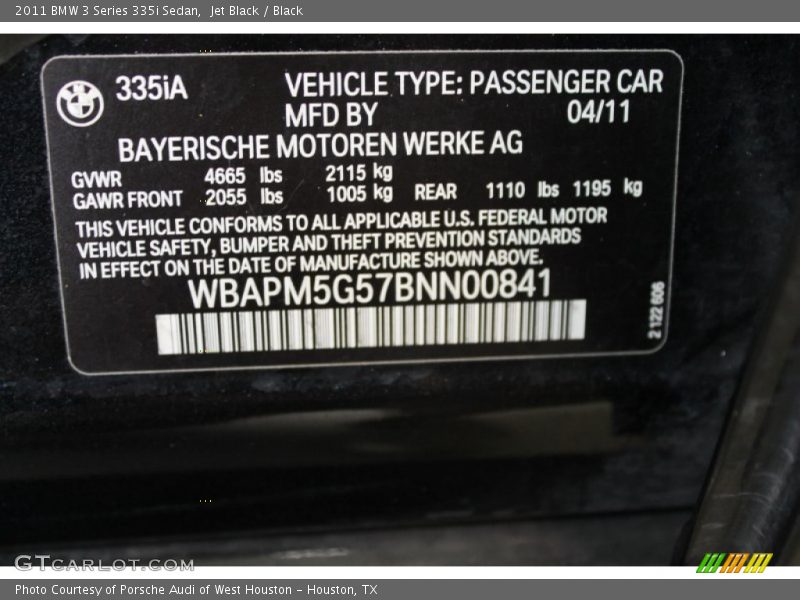 2011 BMW 3 Series 335i Sedan, Jet Black / Black
335iA VEHICLE TYPE: PASSENGER CAR
MFD BY 04/11
BAYERISCHE MOTOREN WERKE AG
GVWR 4665 lbs 2115 kg
GAWR FRONT 2055 lbs 1005 kg REAR 1110 lbs 1195 kg
THIS VEHICLE CONFORMS TO ALL APPLICABLE U.S. FEDERAL MOTOR
VEHICLE SAFETY, BUMPER AND THEFT PREVENTION STANDARDS
IN EFFECT ON THE DATE OF MANUFACTURE SHOWN ABOVE.
WBAPM5G57BNN00841
2 122 606
GTCARLOT.COM
Photo Courtesy of Porsche Audi of West Houston – Houston, TX